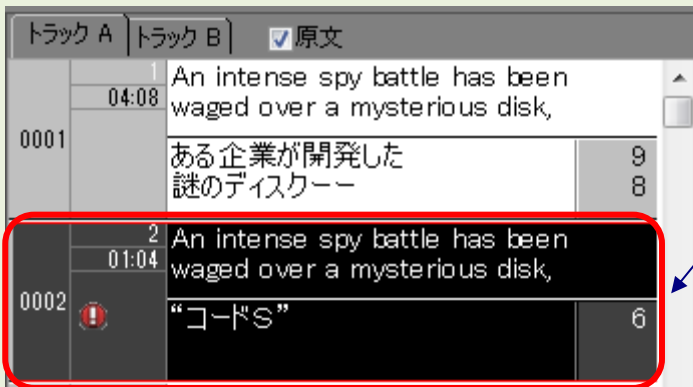 トラック A トラック B 原文
1
04:08
An intense spy battle has been
waged over a mysterious disk,
0001
ある企業が開発した 9
謎のディスクーー 8
2
01:04
An intense spy battle has been
waged over a mysterious disk,
0002
“コードS” 6